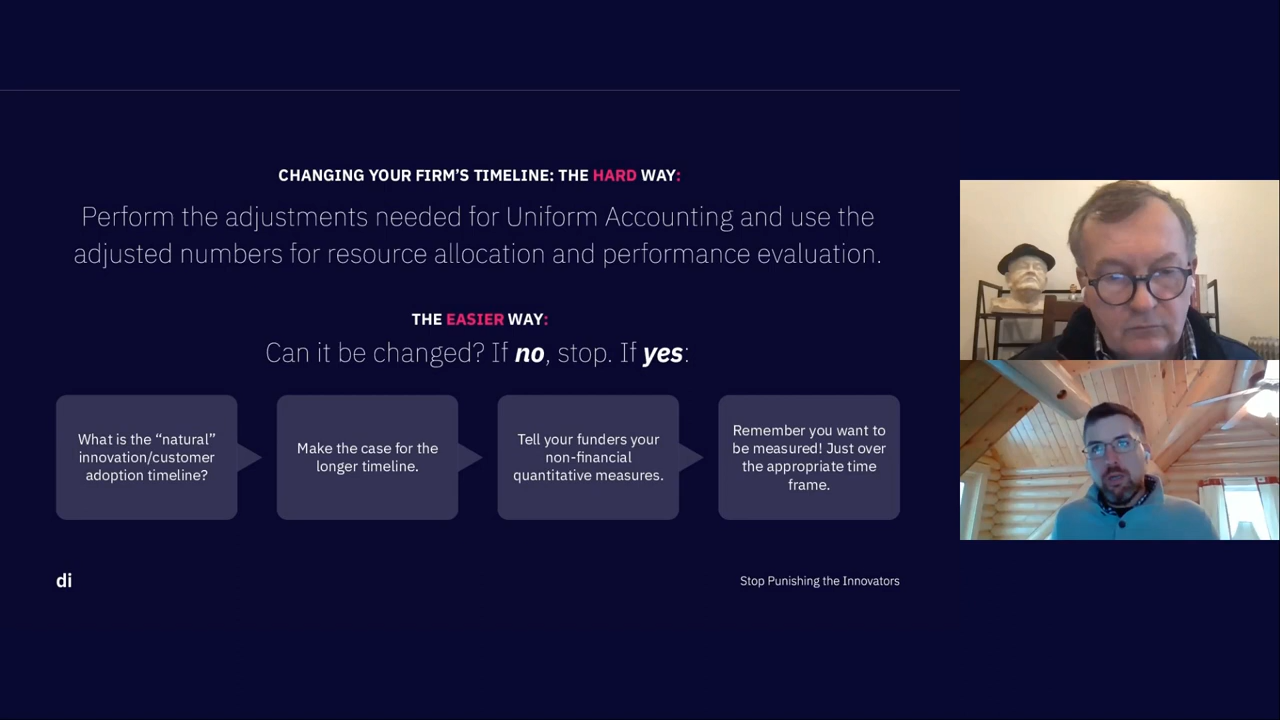 CHANGING YOUR FIRM’S TIMELINE: THE HARD WAY:
Perform the adjustments needed for Uniform Accounting and use the
adjusted numbers for resource allocation and performance evaluation.
THE EASIER WAY:
Can it be changed? If no, stop. If yes:
What is the “natural”
innovation/customer
adoption timeline?
Make the case for the
longer timeline.
Tell your funders your
non-financial
quantitative measures.
Remember you want to
be measured! Just over
the appropriate time
frame.
di
Stop Punishing the Innovators